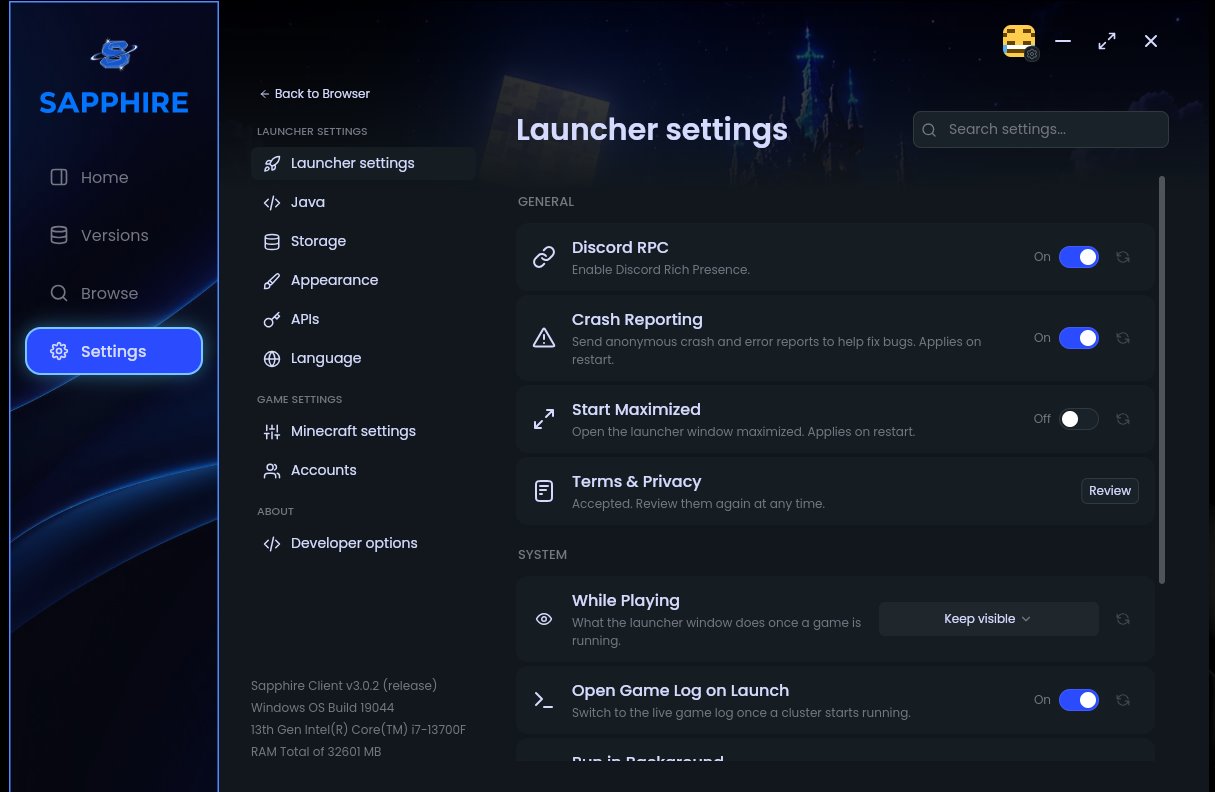 SAPPHIRE
Home
Versions
Browse
Settings
← Back to Browser
LAUNCHER SETTINGS
Launcher settings
Java
Storage
Appearance
APIs
Language
GAME SETTINGS
Minecraft settings
Accounts
ABOUT
Developer options
Sapphire Client v3.0.2 (release)
Windows OS Build 19044
13th Gen Intel(R) Core(TM) i7-13700F
RAM Total of 32601 MB
Launcher settings
Search settings...
GENERAL
Discord RPC
Enable Discord Rich Presence.
On
Crash Reporting
Send anonymous crash and error reports to help fix bugs. Applies on
restart.
On
Start Maximized
Open the launcher window maximized. Applies on restart.
Off
Terms & Privacy
Accepted. Review them again at any time.
Review
SYSTEM
While Playing
What the launcher window does once a game is
running.
Keep visible
Open Game Log on Launch
Switch to the live game log once a cluster starts running.
On
Run in Background